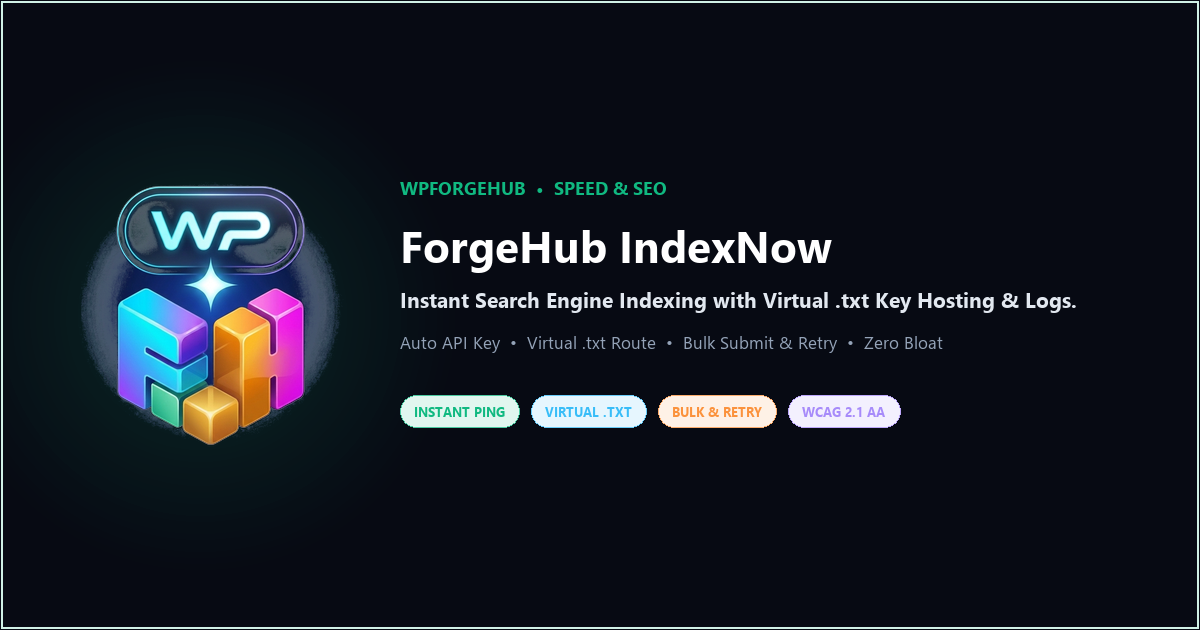 WP
FH
WPFORGEHUB • SPEED & SEO
ForgeHub IndexNow
Instant Search Engine Indexing with Virtual .txt Key Hosting & Logs.
Auto API Key • Virtual .txt Route • Bulk Submit & Retry • Zero Bloat
INSTANT PING VIRTUAL .TXT BULK & RETRY WCAG 2.1 AA